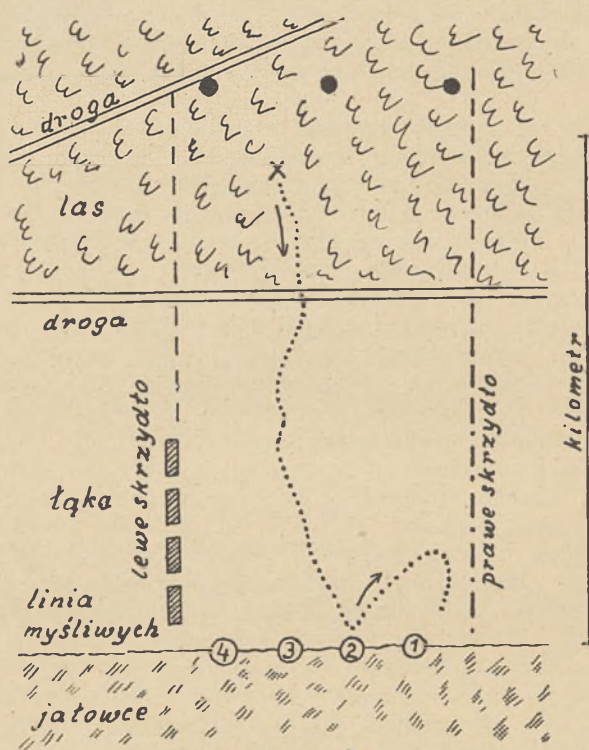 droga
las
droga
kilometr
lewe skrzydło
prawe skrzydło
łąka
linia
myśliwych
4 3 2 1
jałowce